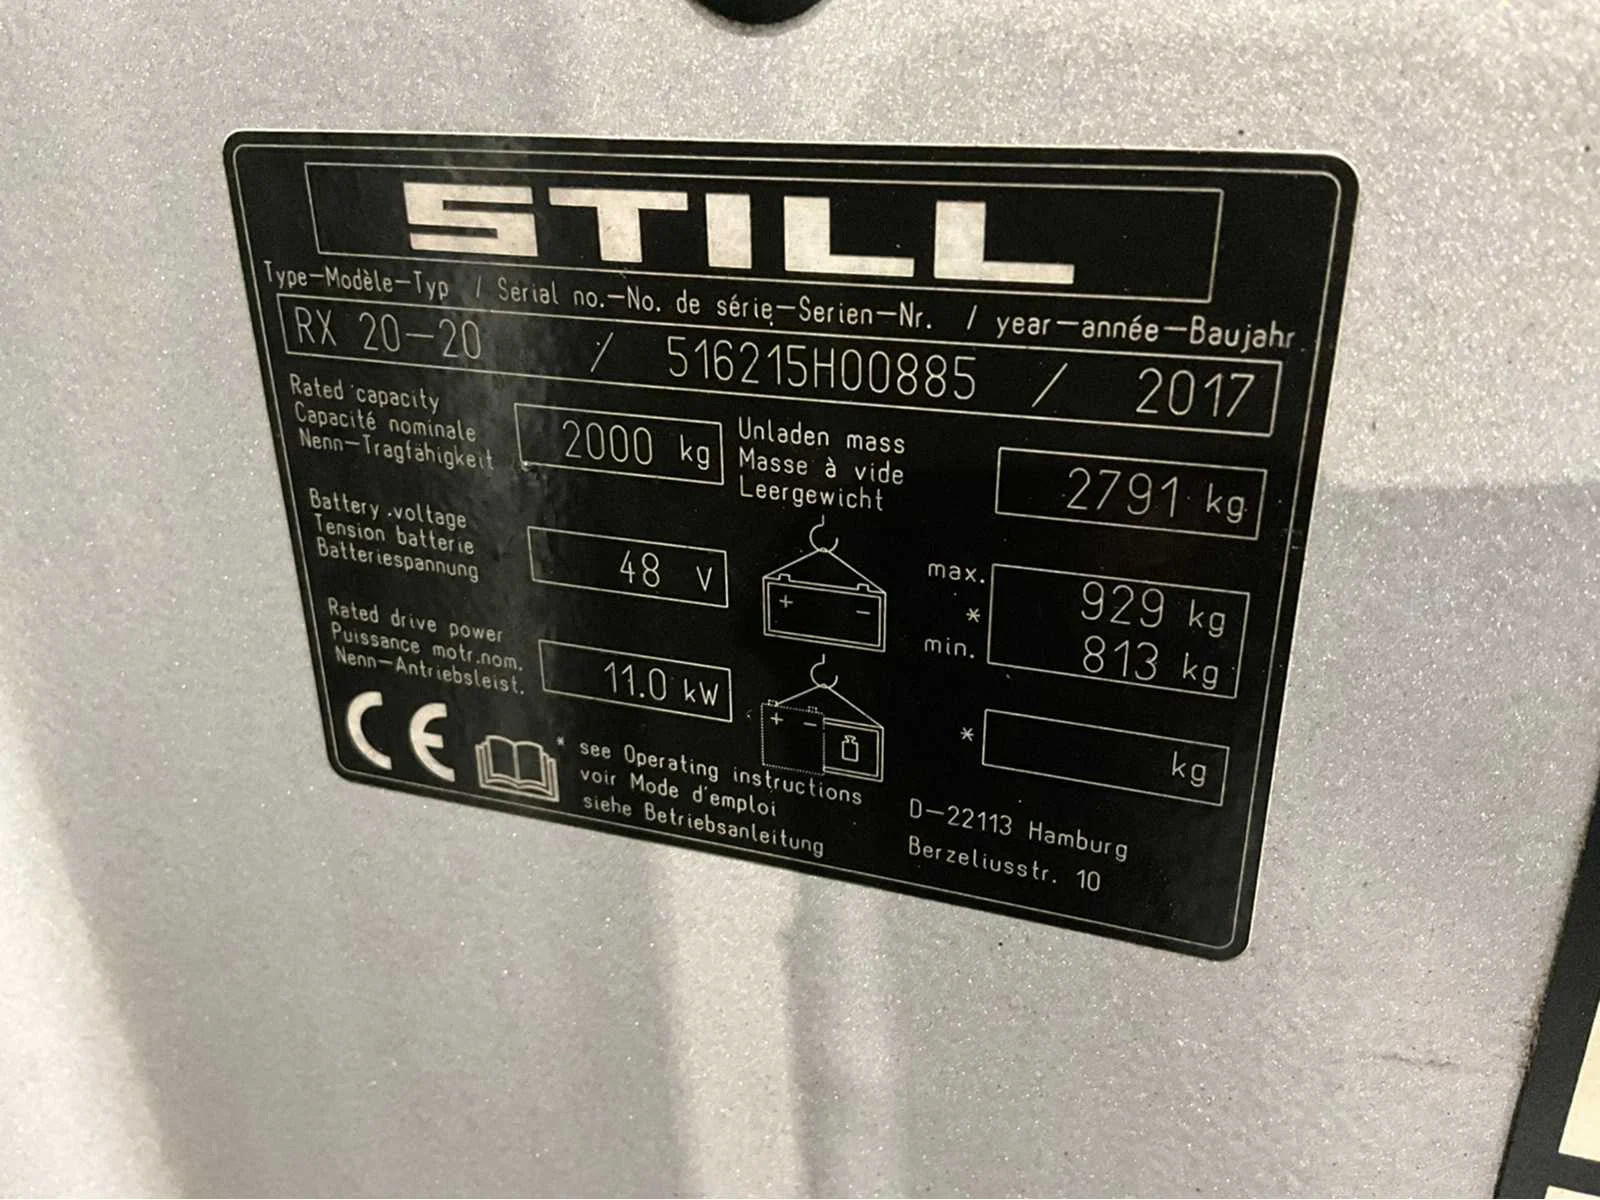 STILL
Type-Modèle-Typ / Serial no.-No. de série-Serien-Nr. / year-année-Baujahr
RX 20-20 / 516215H00885 / 2017
Rated capacity
Capacité nominale
Nenn-Tragfähigkeit
2000 kg
Unladen mass
Masse à vide
Leergewicht
2791 kg
Battery voltage
Tension batterie
Batteriespannung
48 V
+ -
max.
*
min.
929 kg
813 kg
Rated drive power
Puissance motr.nom.
Nenn-Antriebsleist.
11.0 kW
+ -
* kg
CE
* see Operating instructions
voir Mode d'emploi
siehe Betriebsanleitung
D-22113 Hamburg
Berzeliusstr. 10